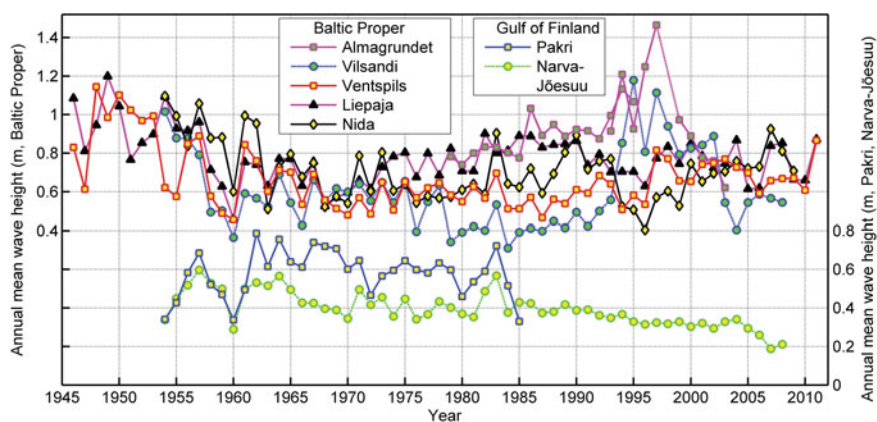 Annual mean wave height (m, Baltic Proper)
1.4
1.2
1.0
0.8
0.6
0.4
Baltic Proper
Almagrundet
Vilsandi
Ventspils
Liepaja
Nida
Gulf of Finland
Pakri
Narva-
Jõesuu
0.8
0.6
0.4
0.2
0
Annual mean wave height (m, Pakri, Narva-Jõesuu)
1945 1950 1955 1960 1965 1970 1975 1980 1985 1990 1995 2000 2005 2010
Year